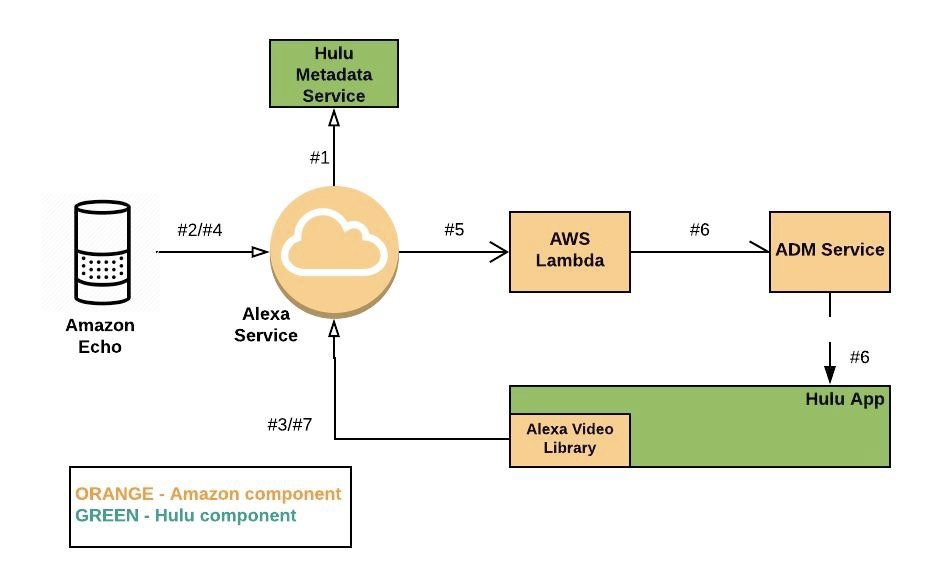 Hulu
Metadata
Service
#1
#2/#4
#5
#6
AWS
Lambda
ADM Service
Alexa
Service
Amazon
Echo
#6
Hulu App
#3/#7
Alexa Video
Library
ORANGE - Amazon component
GREEN - Hulu component